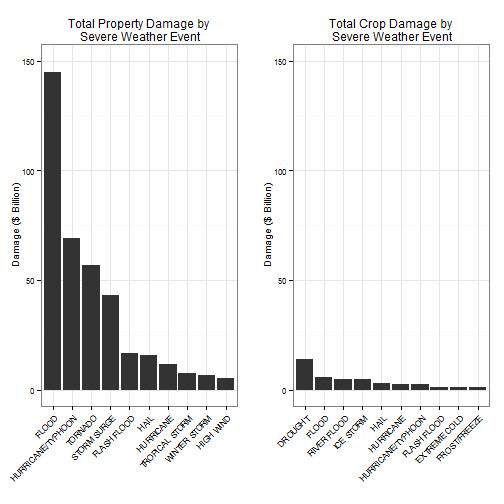 Total Property Damage by
Severe Weather Event
Damage ($ Billion)
150
100
50
0
FLOOD
HURRICANE/TYPHOON
TORNADO
STORM SURGE
FLASH FLOOD
HAIL
HURRICANE
TROPICAL STORM
WINTER STORM
HIGH WIND
Total Crop Damage by
Severe Weather Event
Damage ($ Billion)
150
100
50
0
DROUGHT
FLOOD
RIVER FLOOD
ICE STORM
HAIL
HURRICANE
HURRICANE/TYPHOON
FLASH FLOOD
EXTREME COLD
FROST/FREEZE